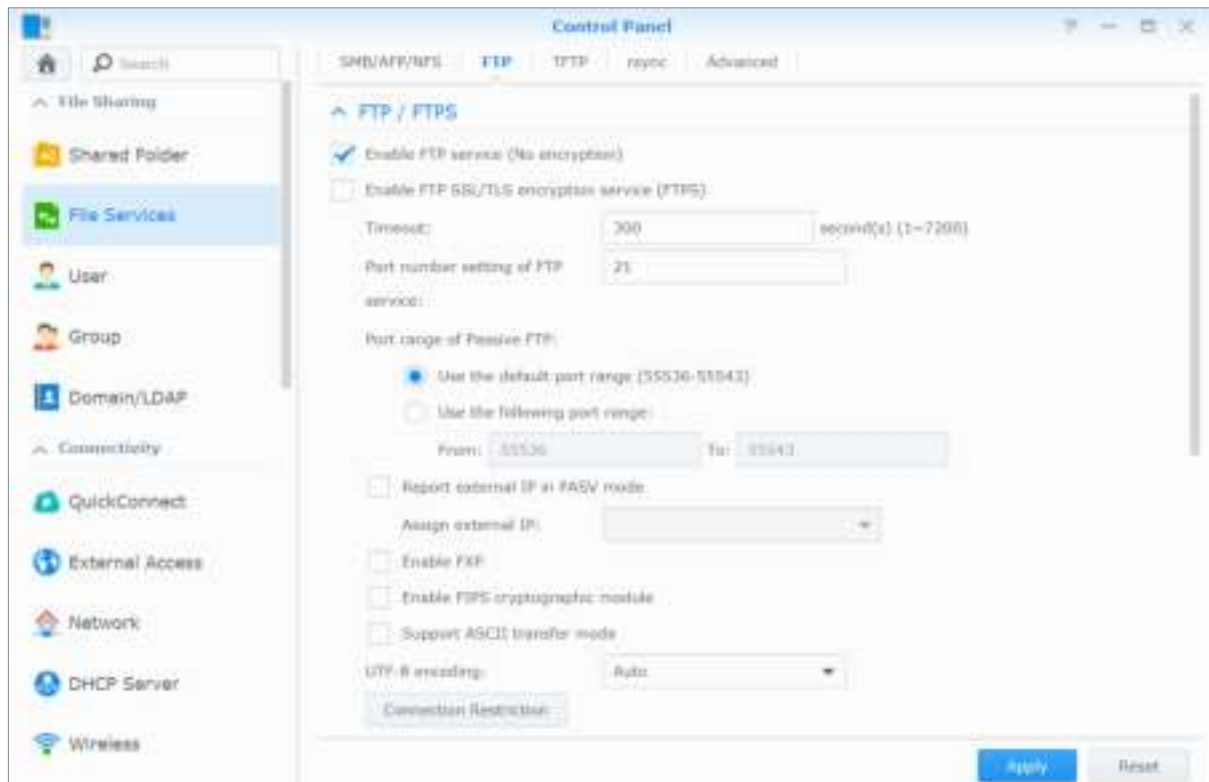 Control Panel
Search
SMB/AFP/NFS FTP TFTP rsync Advanced
File Sharing
Shared Folder
File Services
User
Group
Domain/LDAP
Connectivity
QuickConnect
External Access
Network
DHCP Server
Wireless
FTP / FTPS
Enable FTP service (No encryption)
Enable FTP SSL/TLS encryption service (FTPS)
Timeout: 300 second(s) (1~7200)
Port number setting of FTP service: 21
Port range of Passive FTP:
Use the default port range (55536-55543)
Use the following port range:
From: 55536 To: 55543
Report external IP in PASV mode
Assign external IP:
Enable FXP
Enable FIPS cryptographic module
Support ASCII transfer mode
UTF-8 encoding: Auto
Connection Restriction
Apply Reset